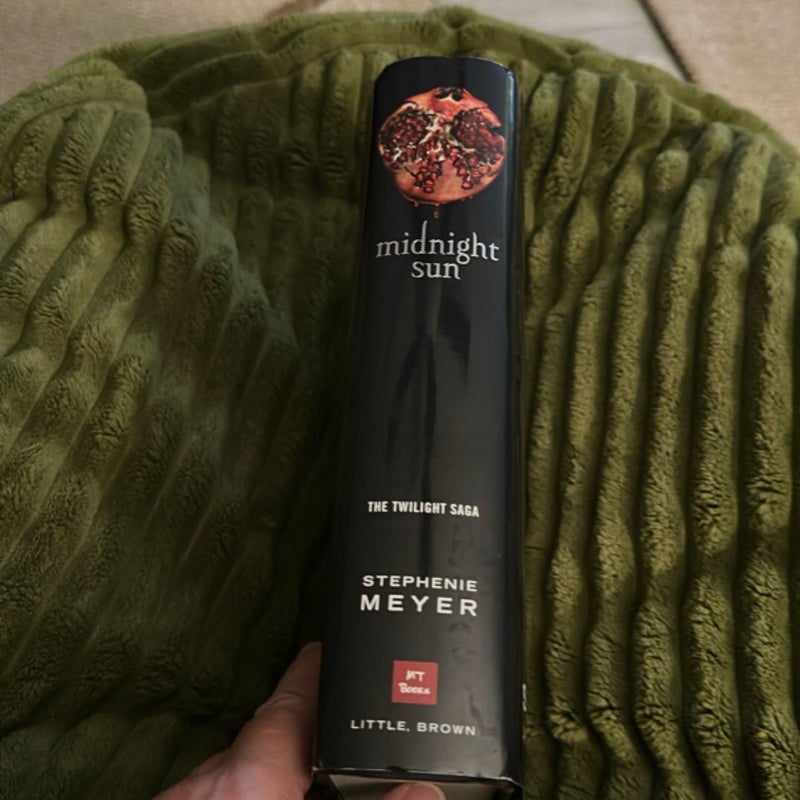 midnight
sun
THE TWILIGHT SAGA
STEPHENIE
MEYER
MT
Books
LITTLE, BROWN